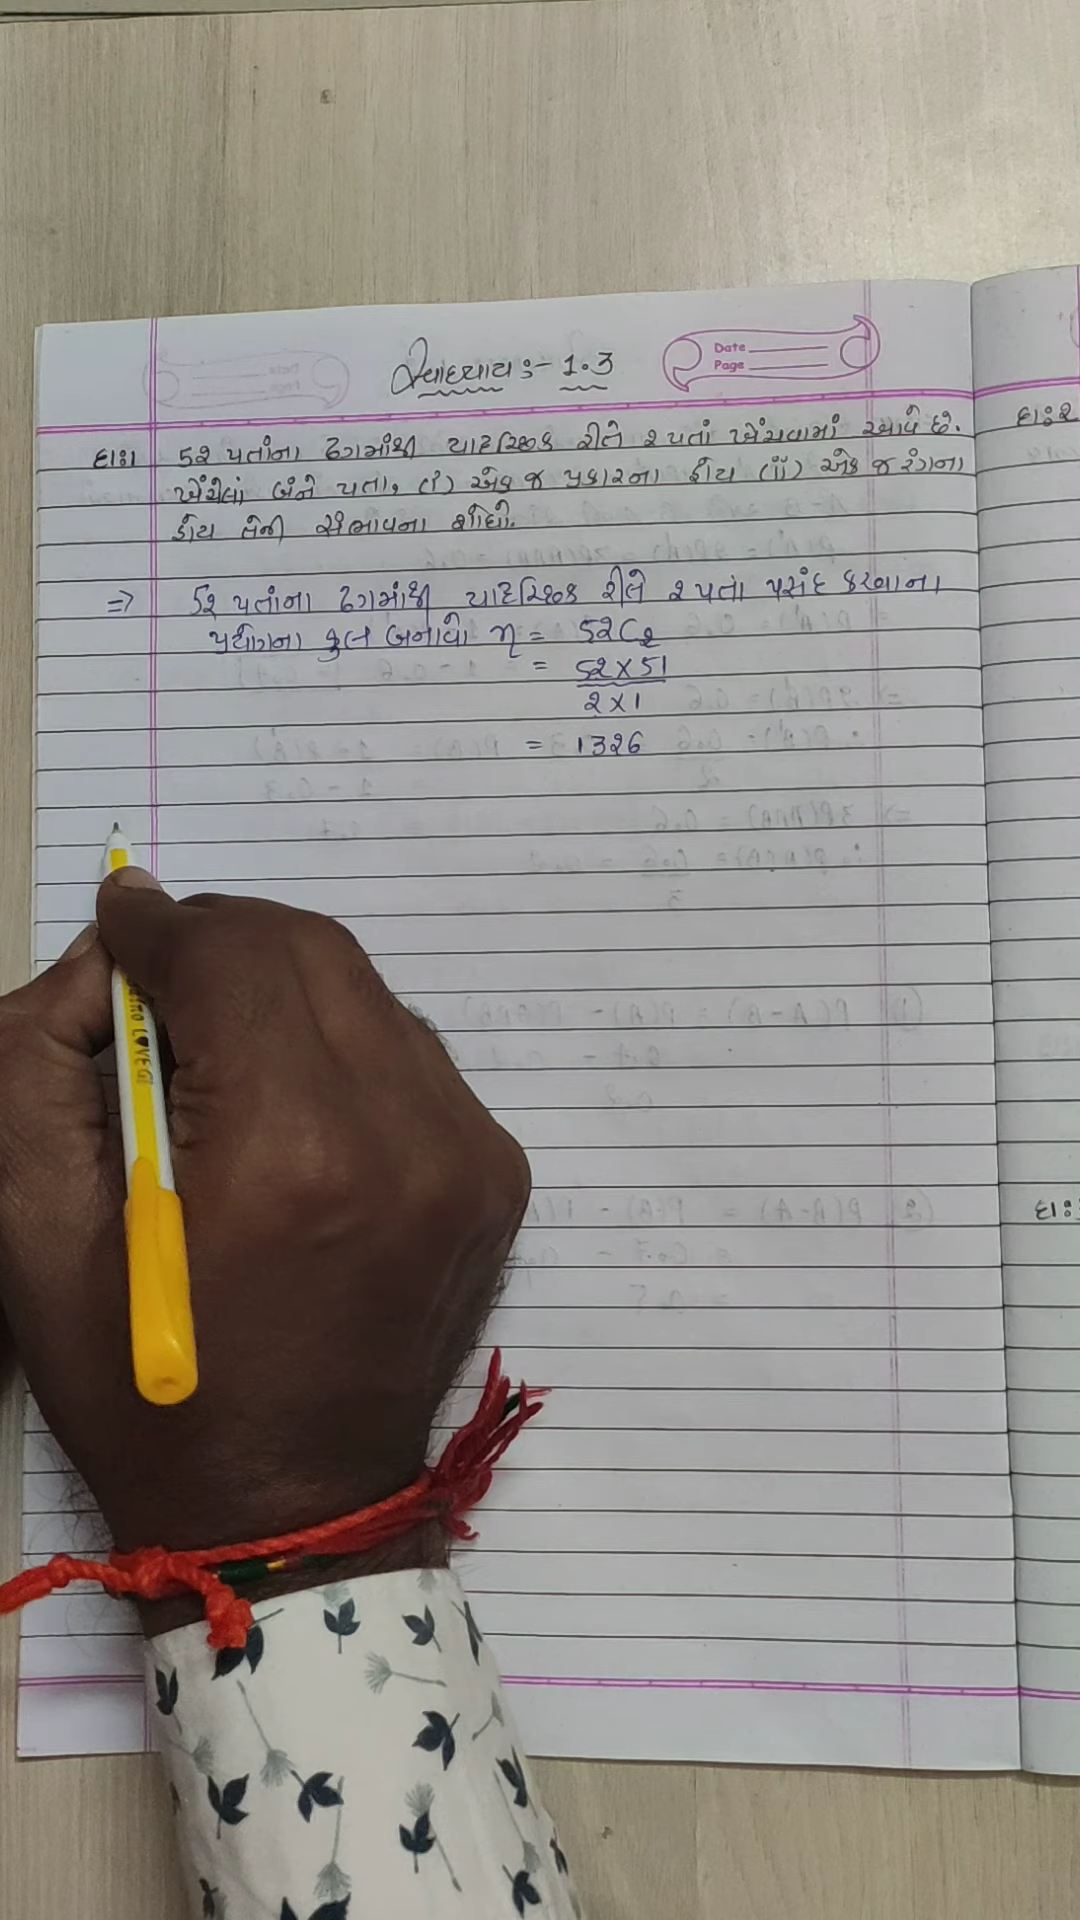 સ્વાધ્યાય :- 1.3
Date
Page
દા:૧ 52 પતાંના ઢગમાંથી યાદચ્છિક રીતે 2 પતાં ખેંચવામાં આવે છે.
ખેંચેલાં બંને પતા, (i) એક જ પ્રકારના હોય (ii) એક જ રંગના
હોય તેની સંભાવના શોધો.
⇒ 52 પતાંના ઢગમાંથી યાદચ્છિક રીતે 2 પતાં પસંદ કરવાના
પ્રયોગના કુલ બનાવો n = 52C2
= 52 × 51
2 × 1
= 1326
દા:2
દા: